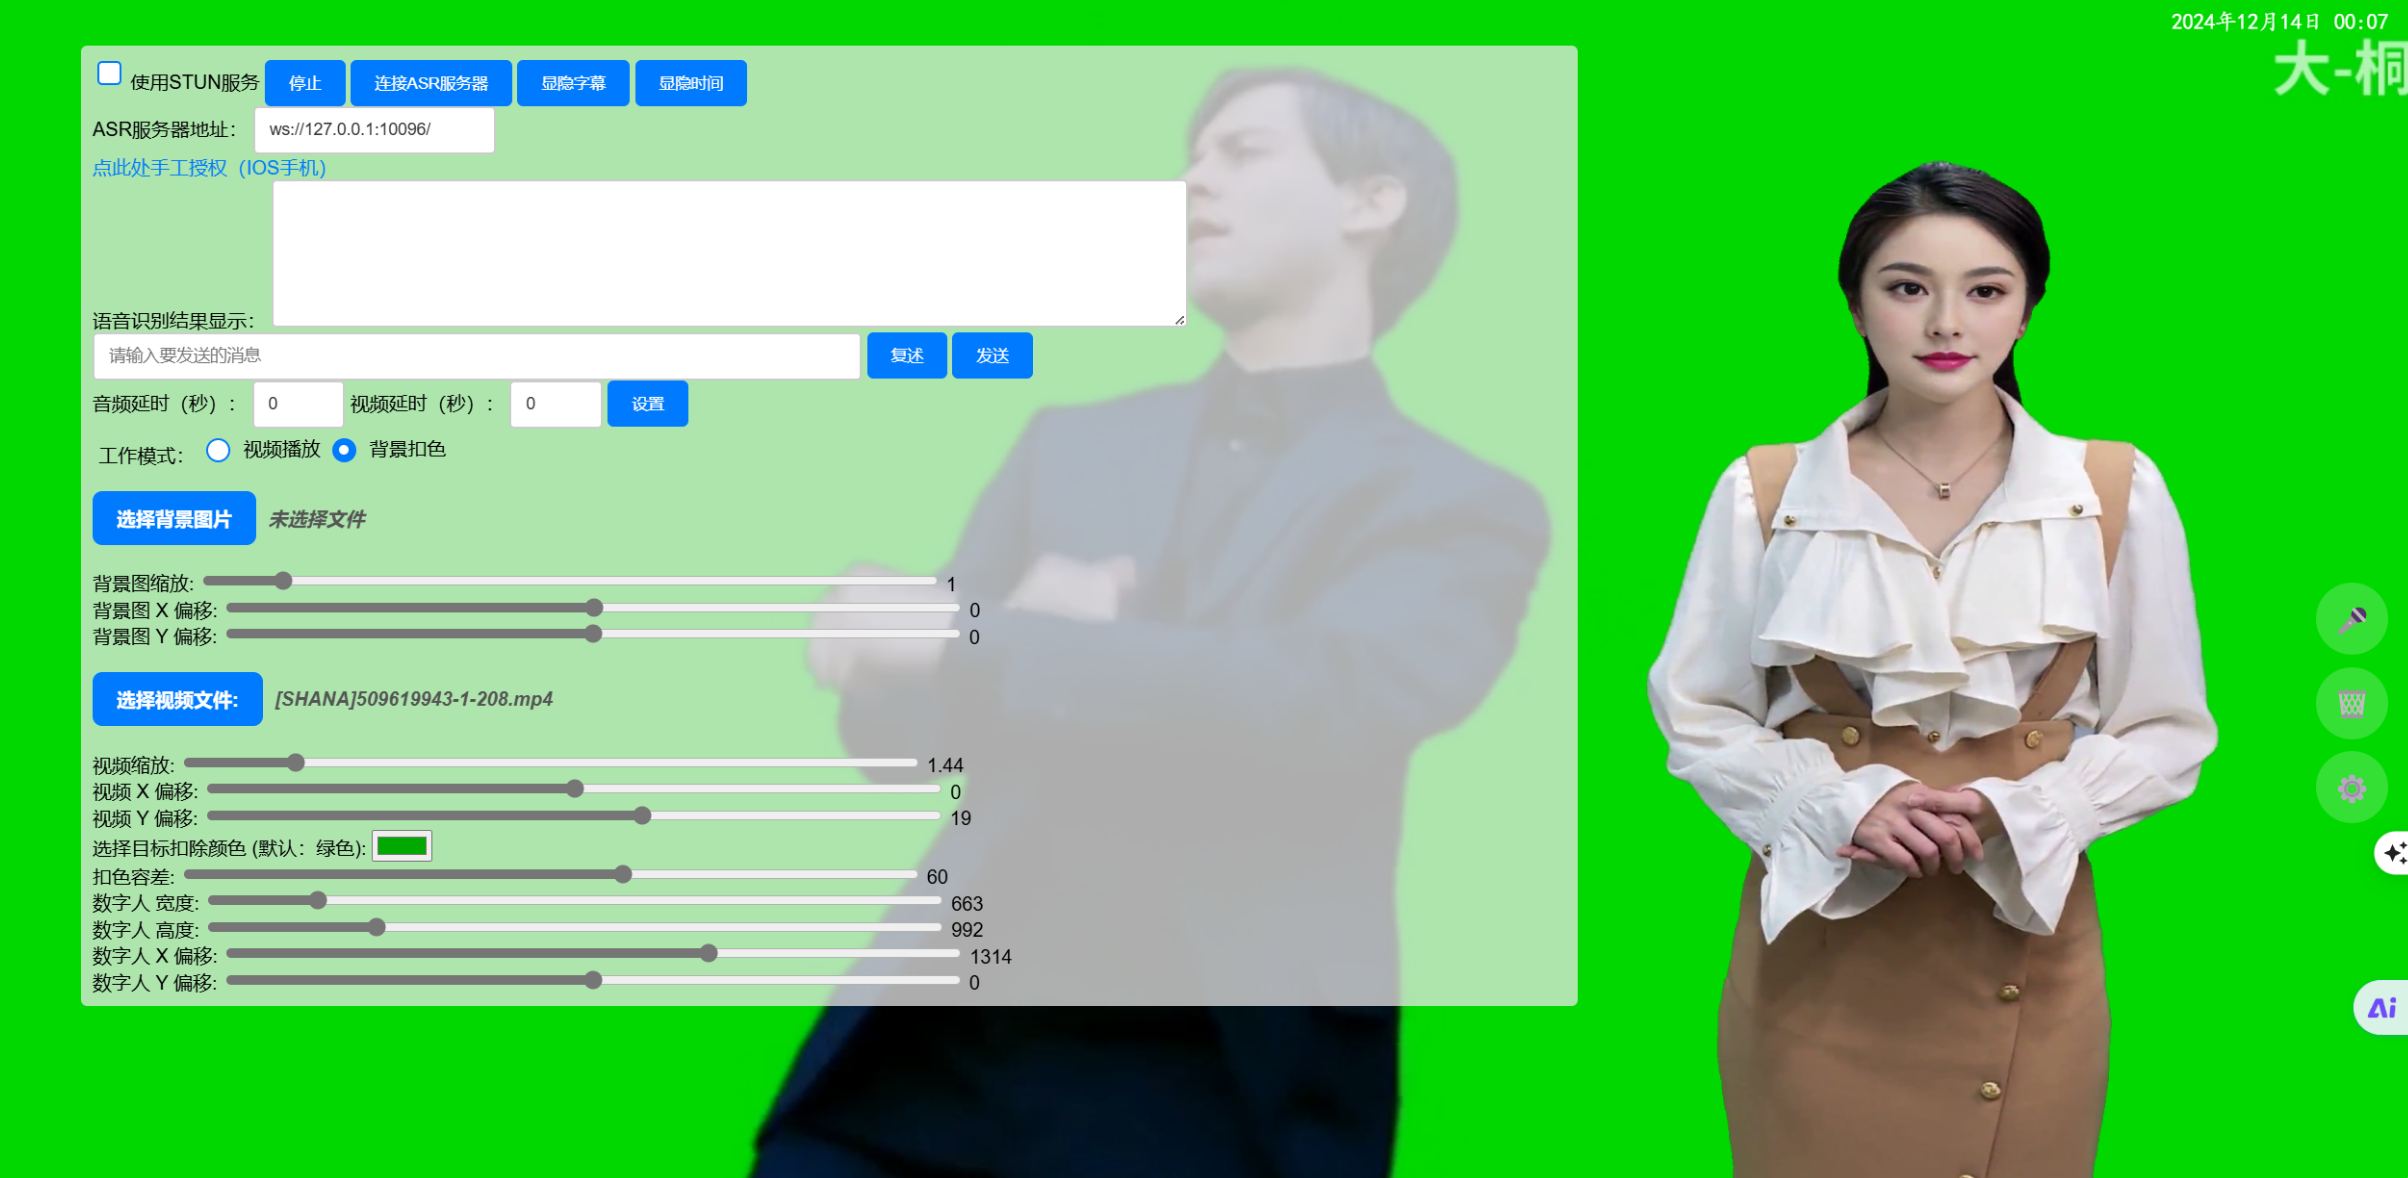 2024年12月14日 00:07
大-桐
使用STUN服务 停止 连接ASR服务器 显隐字幕 显隐时间
ASR服务器地址： ws://127.0.0.1:10096/
点此处手工授权（IOS手机）
语音识别结果显示：
请输入要发送的消息 复述 发送
音频延时（秒）： 0 视频延时（秒）： 0 设置
工作模式： 视频播放 背景扣色
选择背景图片 未选择文件
背景图缩放: 1
背景图 X 偏移: 0
背景图 Y 偏移: 0
选择视频文件: [SHANA]509619943-1-208.mp4
视频缩放: 1.44
视频 X 偏移: 0
视频 Y 偏移: 19
选择目标扣除颜色 (默认：绿色):
扣色容差: 60
数字人 宽度: 663
数字人 高度: 992
数字人 X 偏移: 1314
数字人 Y 偏移: 0
Ai